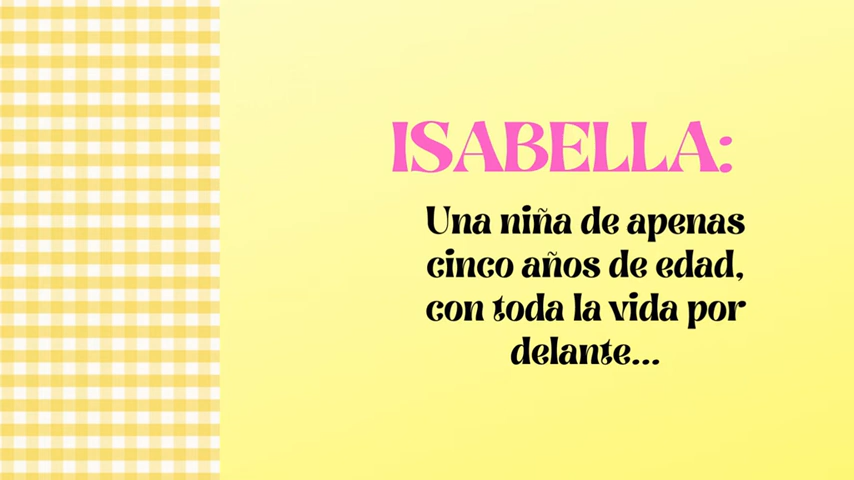 ISABELLA:
Una niña de apenas
cinco años de edad,
con toda la vida por
delante...